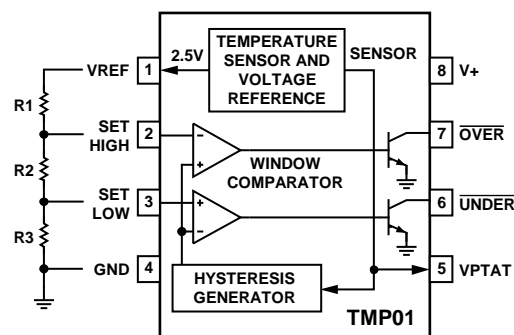 TEMPERATURE
SENSOR AND
VOLTAGE
REFERENCE
2.5V
SENSOR
VREF
1
8
V+
R1
SET
HIGH
2
7
OVER
R2
WINDOW
COMPARATOR
SET
LOW
3
6
UNDER
R3
GND
4
5
VPTAT
HYSTERESIS
GENERATOR
TMP01
–
+
+
–